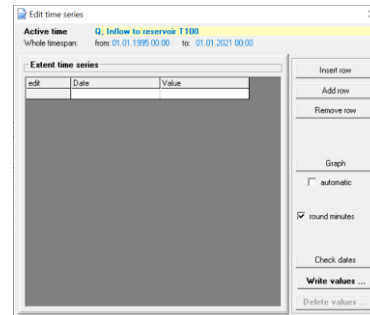 Edit time series
Active time Q, Inflow to reservoir T100
Whole timespan: from: 01.01.1995 00:00 to: 01.01.2021 00:00
Extent time series
edit Date Value
Insert row
Add row
Remove row
Graph
automatic
round minutes
Check dates
Write values ...
Delete values ...